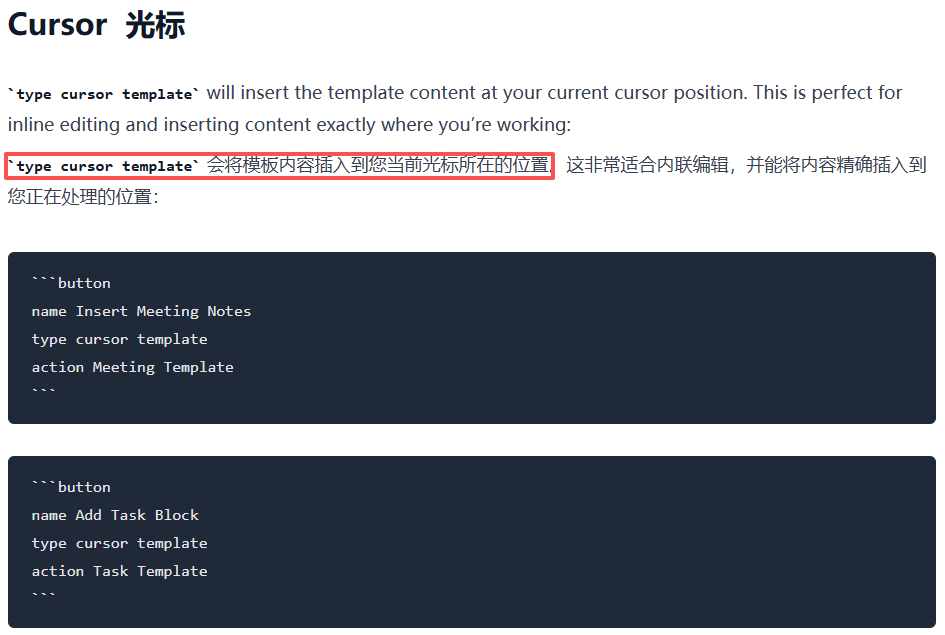 Cursor 光标
`type cursor template` will insert the template content at your current cursor position. This is perfect for
inline editing and inserting content exactly where you’re working:
`type cursor template` 会将模板内容插入到您当前光标所在的位置。这非常适合内联编辑，并能将内容精确插入到
您正在处理的位置：
```button
name Insert Meeting Notes
type cursor template
action Meeting Template
```
```button
name Add Task Block
type cursor template
action Task Template
```